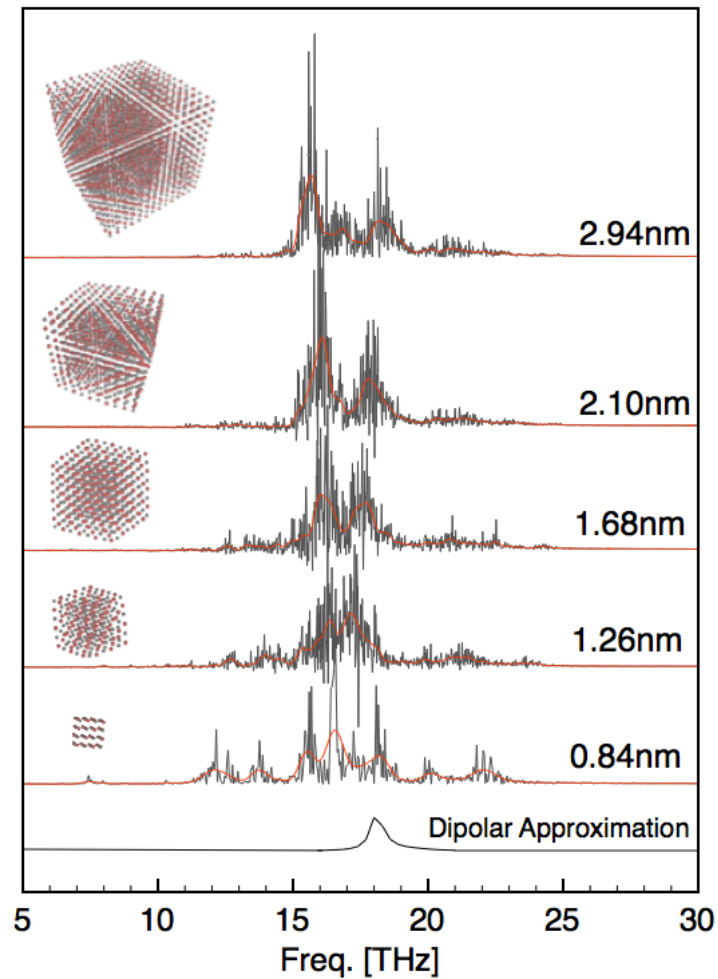 2.94nm
2.10nm
1.68nm
1.26nm
0.84nm
Dipolar Approximation
5 10 15 20 25 30
Freq. [THz]